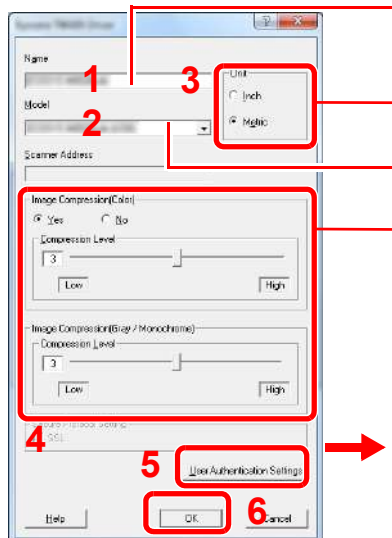 Name
1
3
Unit
Inch
Model
2
Metric
Scanner Address
Image Compression(Color)
Yes No
Compression Level
3
Low High
Image Compression(Gray / Monochrome)
Compression Level
3
Low High
4
SSL
5
User Authentication Settings
6
Help OK Cancel